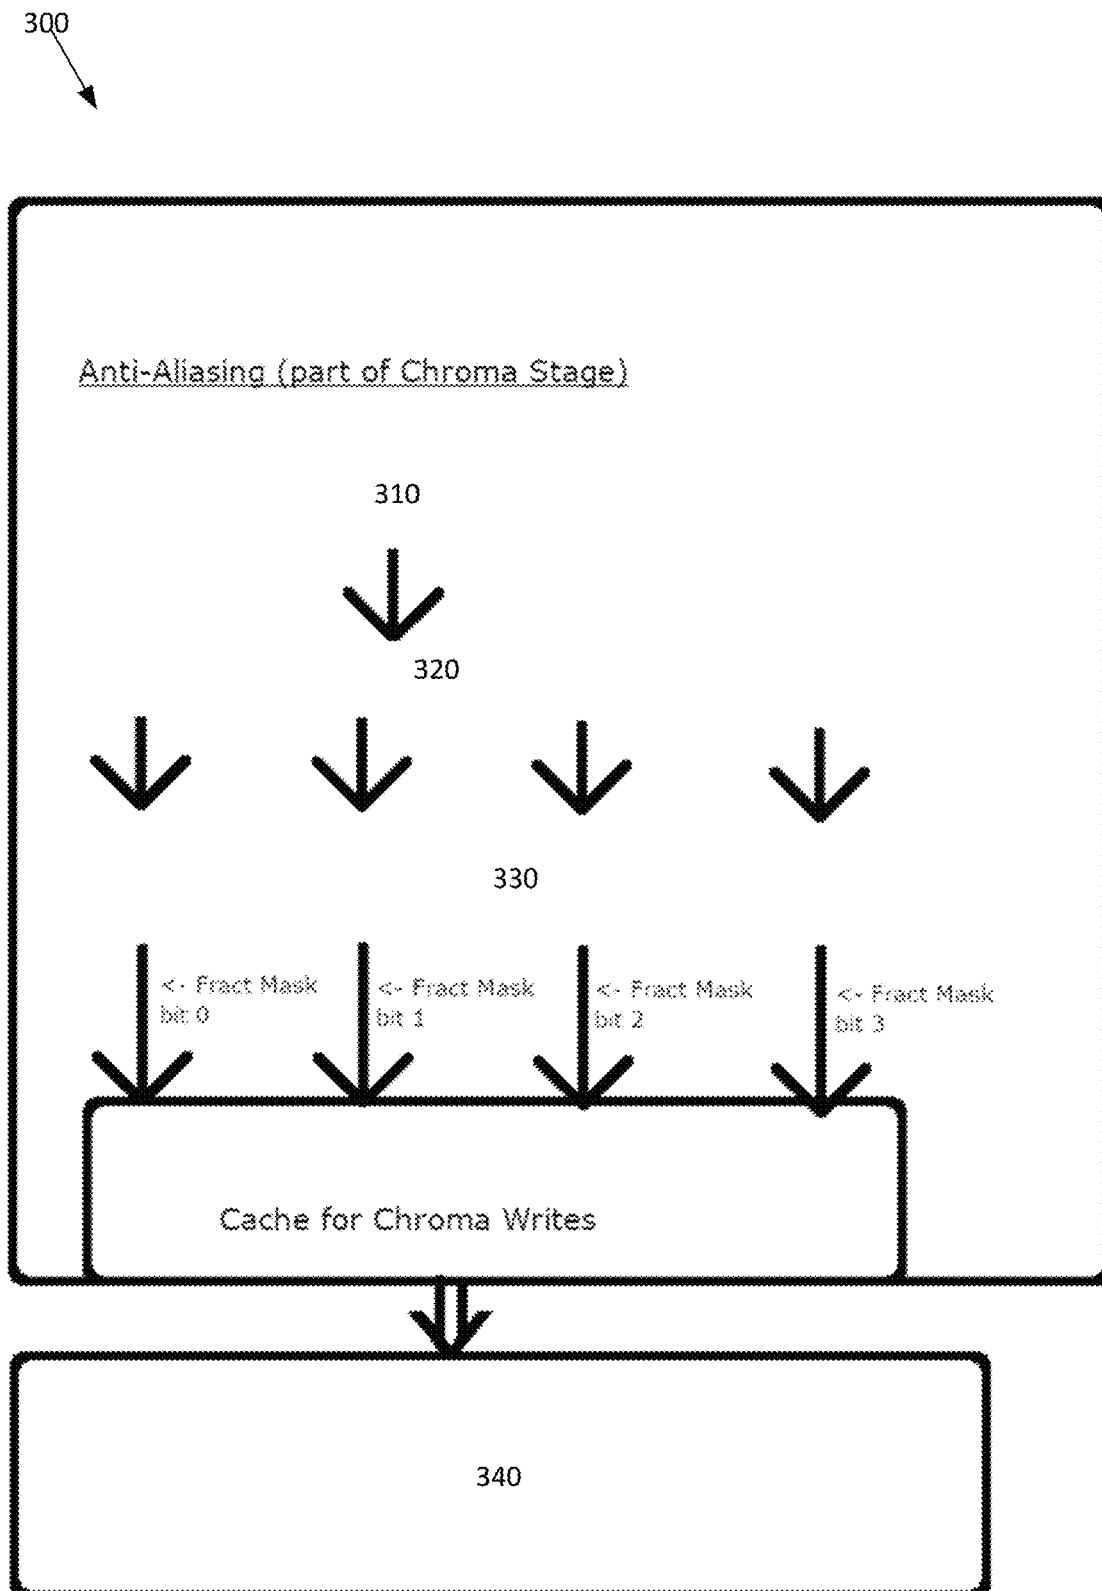 300
Anti-Aliasing (part of Chroma Stage)
310
320
330
<- Fract Mask
bit 0
<- Fract Mask
bit 1
<- Fract Mask
bit 2
<- Fract Mask
bit 3
Cache for Chroma Writes
340